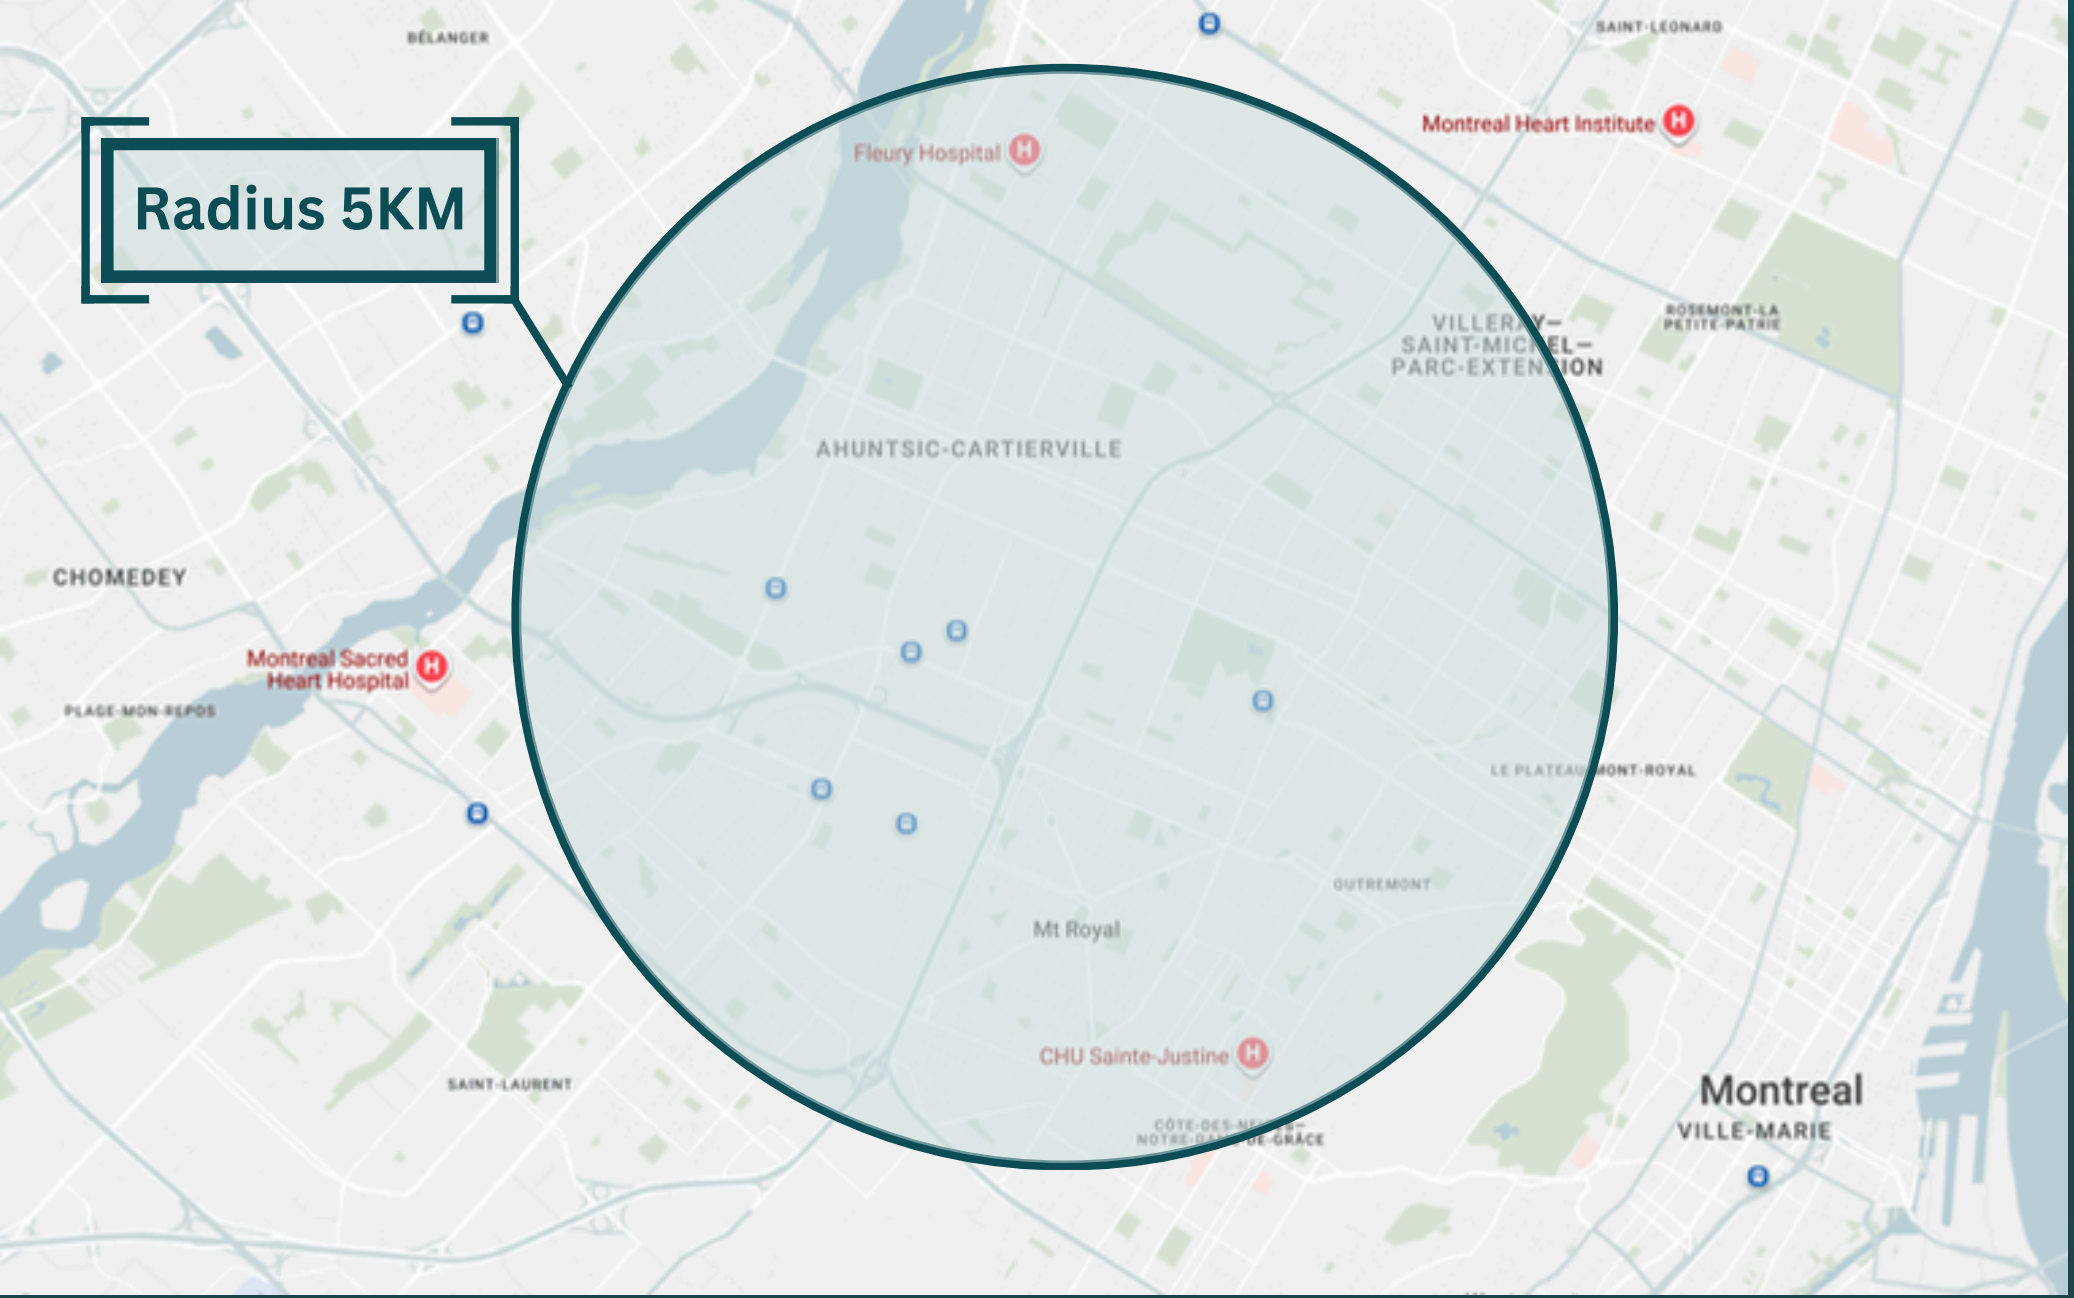 BÉLANGER
SAINT-LEONARD
Montreal Heart Institute
H
Fleury Hospital
H
Radius 5KM
VILLERAY—
SAINT-MICHEL—
PARC-EXTENSION
ROSEMONT-LA
PETITE-PATRIE
AHUNTSIC-CARTIERVILLE
CHOMEDEY
Montreal Sacred
Heart Hospital
H
PLAGE-MON-REPOS
LE PLATEAU-MONT-ROYAL
OUTREMONT
Mt Royal
CHU Sainte-Justine
H
SAINT-LAURENT
Montreal
VILLE-MARIE
CÔTE-DES-NEIGES—
NOTRE-DAME-DE-GRÂCE